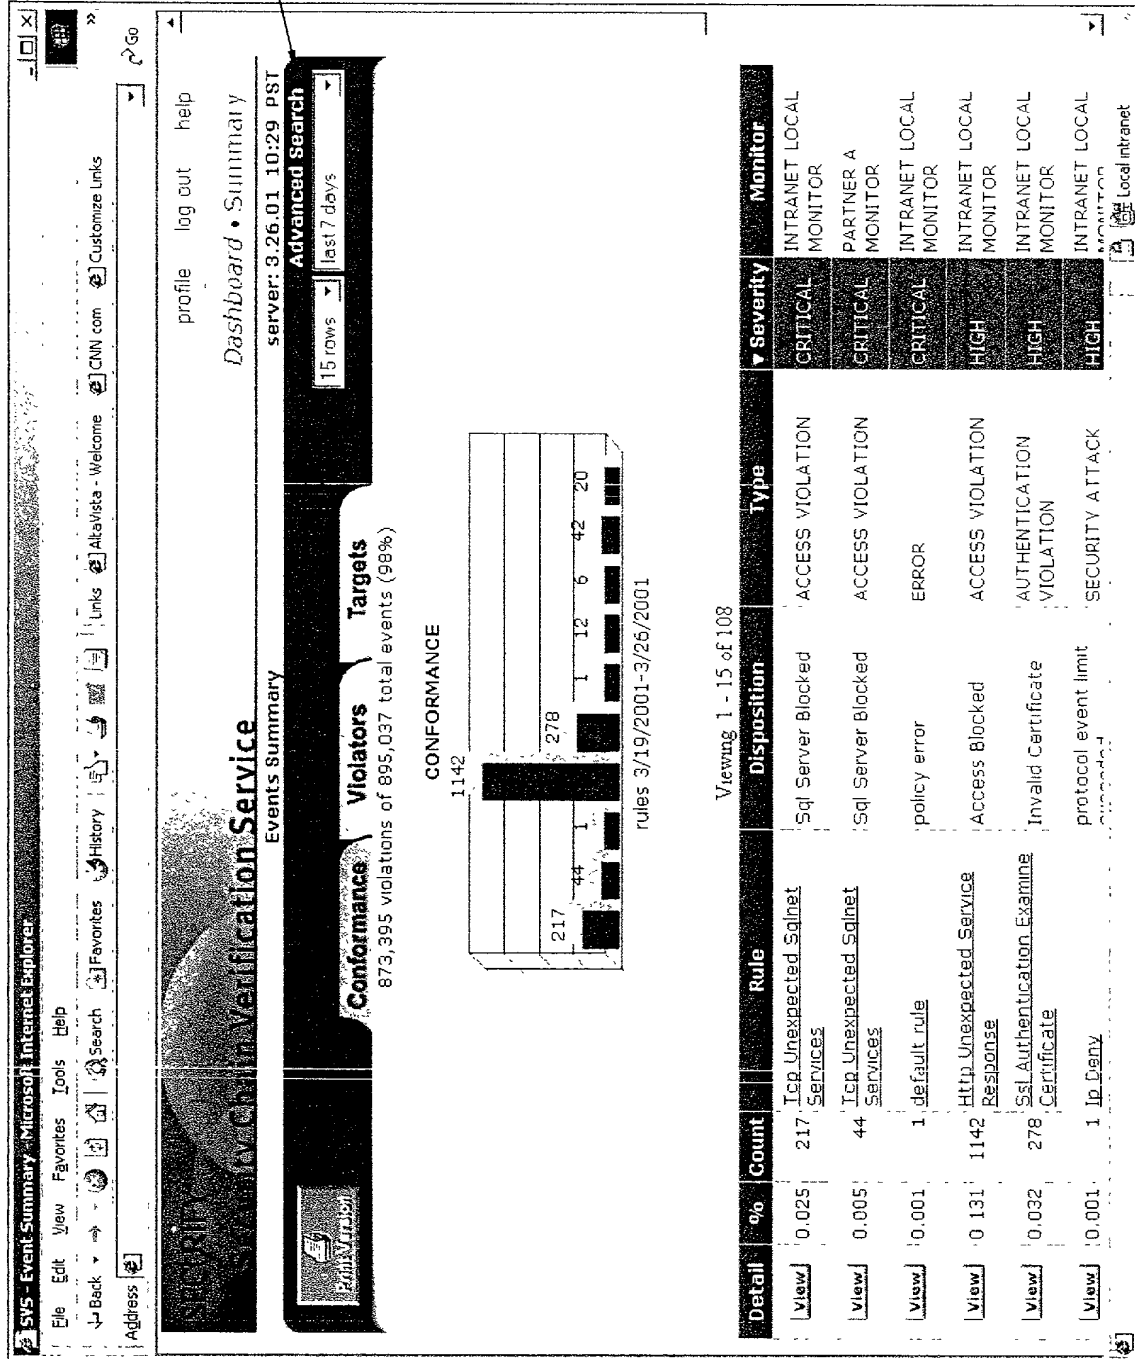 SVS - Event Summary - Microsoft Internet Explorer
File Edit View Favorites Tools Help
Back Search Favorites History Links AltaVista - Welcome CNN com Customize Links
Address Go
profile log out help
SECURIFY
Dashboard • Summary
Security Chain Verification Service
Events Summary
server: 3.26.01 10:29 PST
Print Version
Advanced Search
15 rows last 7 days
Conformance Violators Targets
873,395 violations of 895,037 total events (98%)
CONFORMANCE
217 44 1 1142 278 1 12 6 42 20
rules 3/19/2001-3/26/2001
Viewing 1 - 15 of 108
Detail % Count Rule Disposition Type ▾ Severity Monitor
View 0.025 217 Tcp Unexpected Sqlnet Services Sql Server Blocked ACCESS VIOLATION CRITICAL INTRANET LOCAL MONITOR
View 0.005 44 Tcp Unexpected Sqlnet Services Sql Server Blocked ACCESS VIOLATION CRITICAL PARTNER A MONITOR
View 0.001 1 default rule policy error ERROR CRITICAL INTRANET LOCAL MONITOR
View 0 131 1142 Http Unexpected Service Response Access Blocked ACCESS VIOLATION HIGH INTRANET LOCAL MONITOR
View 0.032 278 Ssl Authentication Examine Certificate Invalid Certificate AUTHENTICATION VIOLATION HIGH INTRANET LOCAL MONITOR
View 0.001 1 Ip Deny protocol event limit SECURITY ATTACK HIGH INTRANET LOCAL MONITOR
Local intranet